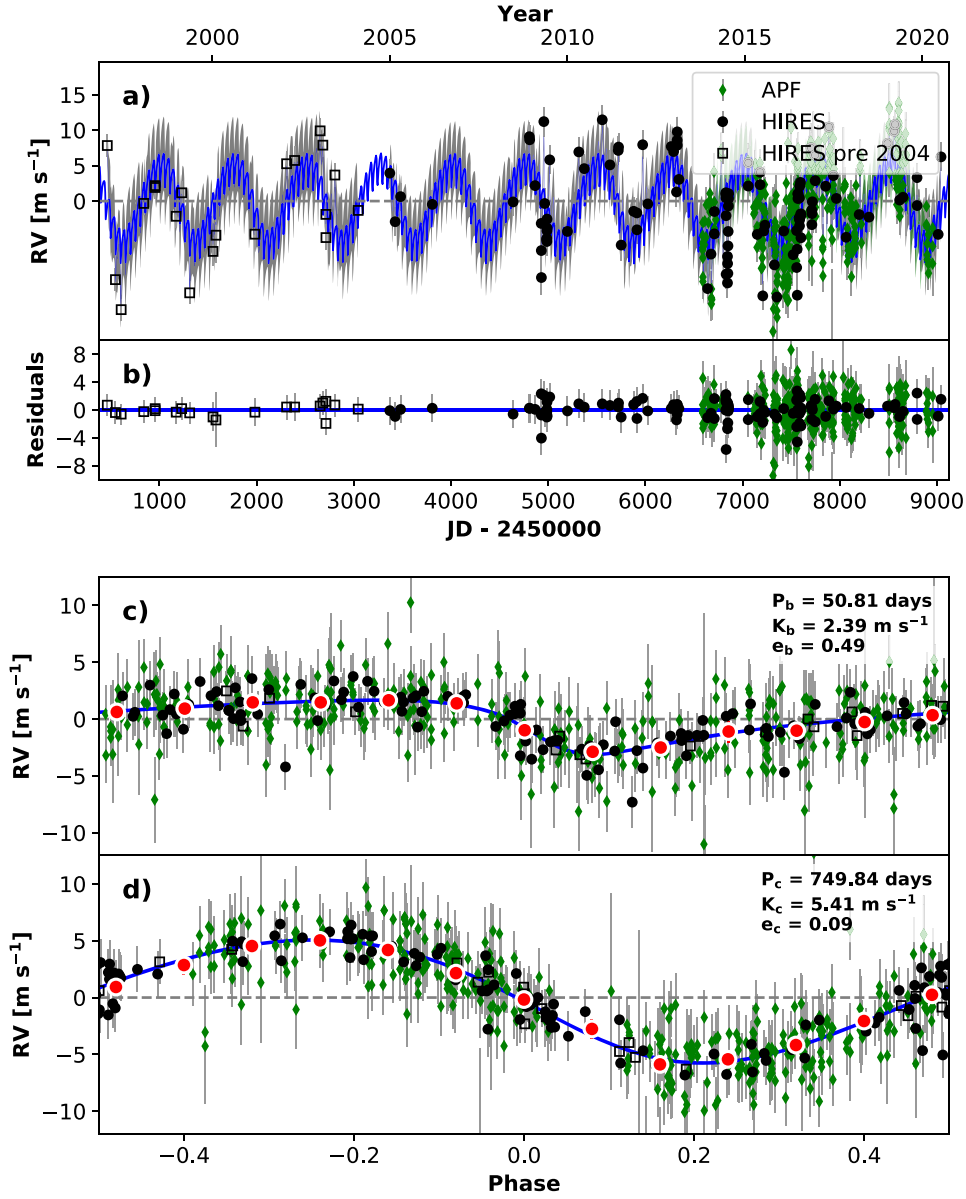 Year
2000 2005 2010 2015 2020
a)
APF
HIRES
HIRES pre 2004
15
10
5
0
−5
−10
RV [m s⁻¹]
b)
8
4
0
−4
−8
Residuals
1000 2000 3000 4000 5000 6000 7000 8000 9000
JD - 2450000
c)
P_b = 50.81 days
K_b = 2.39 m s⁻¹
e_b = 0.49
10
5
0
−5
−10
RV [m s⁻¹]
d)
P_c = 749.84 days
K_c = 5.41 m s⁻¹
e_c = 0.09
10
5
0
−5
−10
RV [m s⁻¹]
−0.4 −0.2 0.0 0.2 0.4
Phase